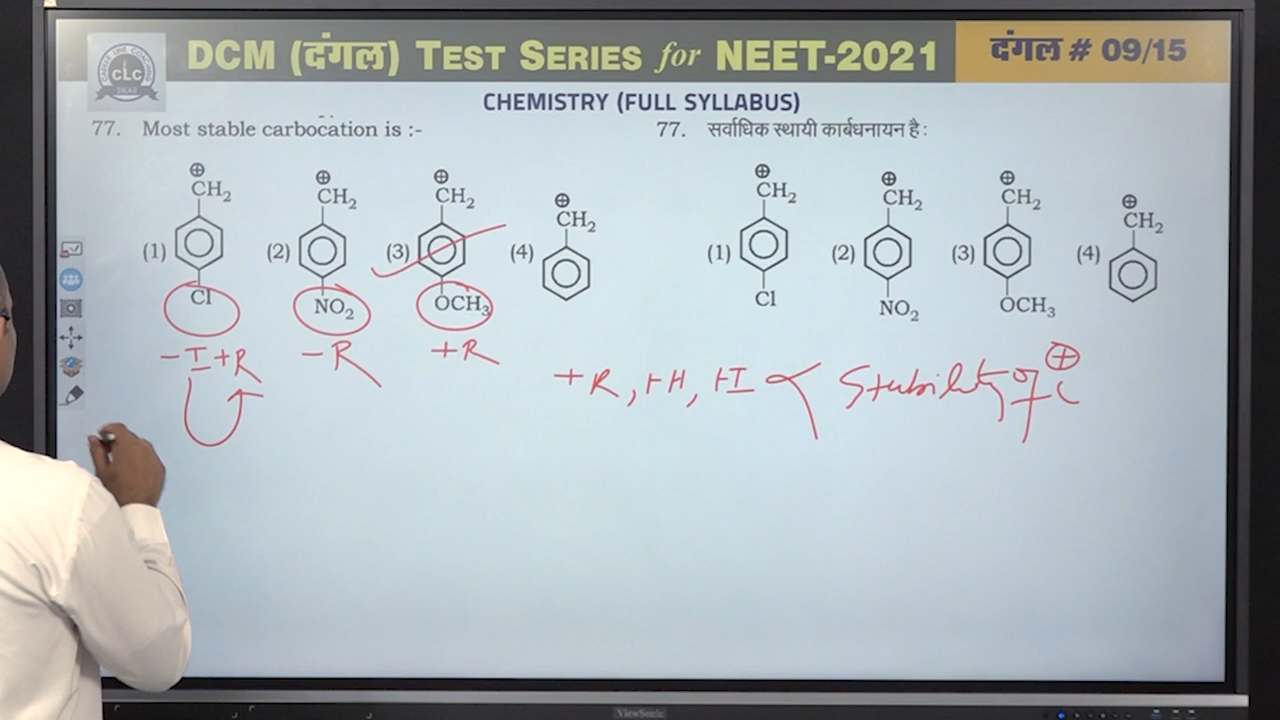 DCM (दंगल) TEST SERIES for NEET-2021
दंगल # 09/15
CLC
SIKAR
CHEMISTRY (FULL SYLLABUS)
77. Most stable carbocation is :-
(1) ⊕ CH₂ Cl
(2) ⊕ CH₂ NO₂
(3) ⊕ CH₂ OCH₃
(4) ⊕ CH₂
77. सर्वाधिक स्थायी कार्बधनायन है :
(1) ⊕ CH₂ Cl
(2) ⊕ CH₂ NO₂
(3) ⊕ CH₂ OCH₃
(4) ⊕ CH₂
-I+R
-R
+R
+R, +H, +I ∝ Stability of C⊕
ViewSonic